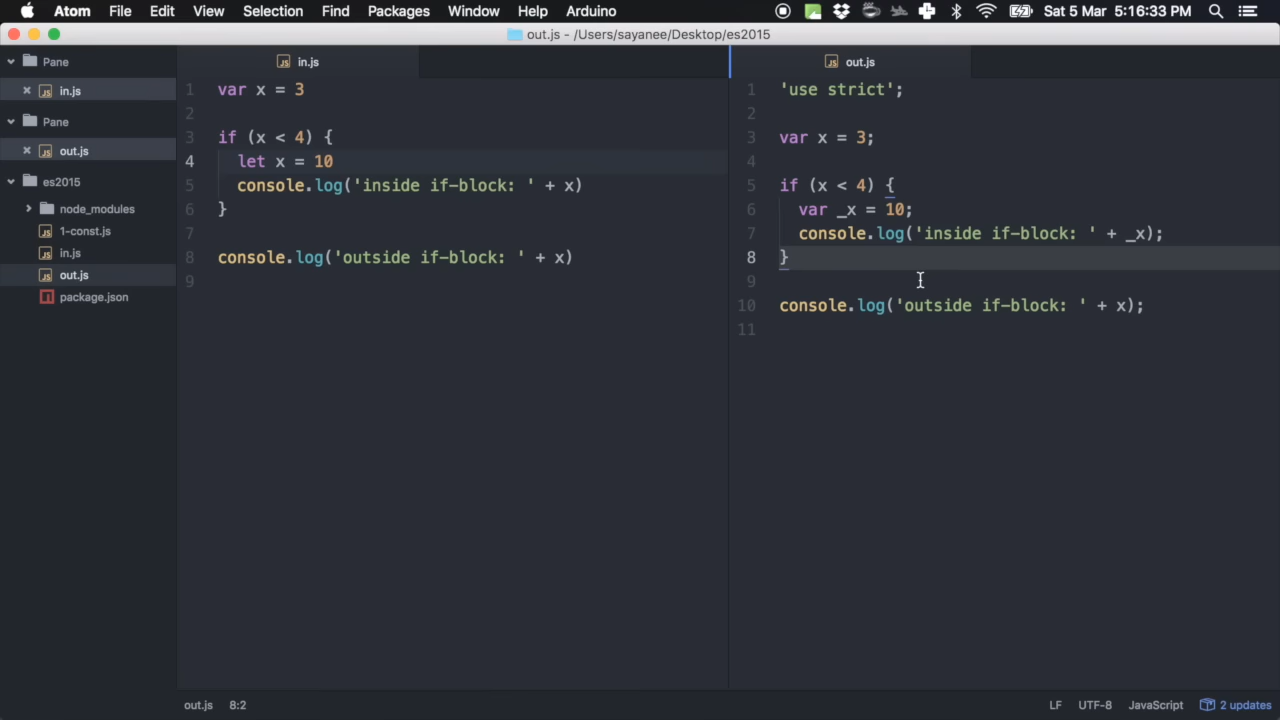 Atom File Edit View Selection Find Packages Window Help Arduino Sat 5 Mar 5:16:33 PM
out.js - /Users/sayanee/Desktop/es2015
Pane
in.js
Pane
out.js
es2015
node_modules
1-const.js
in.js
out.js
package.json
in.js
1 var x = 3
2
3 if (x < 4) {
4 let x = 10
5 console.log('inside if-block: ' + x)
6 }
7
8 console.log('outside if-block: ' + x)
9
out.js
1 'use strict';
2
3 var x = 3;
4
5 if (x < 4) {
6 var _x = 10;
7 console.log('inside if-block: ' + _x);
8 }
9
10 console.log('outside if-block: ' + x);
11
out.js 8:2 LF UTF-8 JavaScript 2 updates